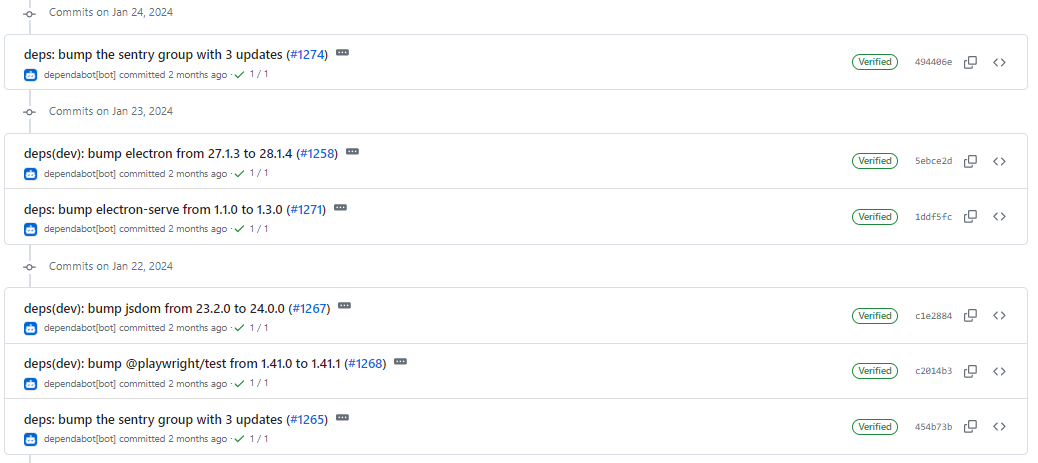 Commits on Jan 24, 2024
deps: bump the sentry group with 3 updates (#1274)
dependabot[bot] committed 2 months ago · 1 / 1
Verified 494406e
Commits on Jan 23, 2024
deps(dev): bump electron from 27.1.3 to 28.1.4 (#1258)
dependabot[bot] committed 2 months ago · 1 / 1
Verified 5ebce2d
deps: bump electron-serve from 1.1.0 to 1.3.0 (#1271)
dependabot[bot] committed 2 months ago · 1 / 1
Verified 1ddf5fc
Commits on Jan 22, 2024
deps(dev): bump jsdom from 23.2.0 to 24.0.0 (#1267)
dependabot[bot] committed 2 months ago · 1 / 1
Verified c1e2884
deps(dev): bump @playwright/test from 1.41.0 to 1.41.1 (#1268)
dependabot[bot] committed 2 months ago · 1 / 1
Verified c2014b3
deps: bump the sentry group with 3 updates (#1265)
dependabot[bot] committed 2 months ago · 1 / 1
Verified 454b73b